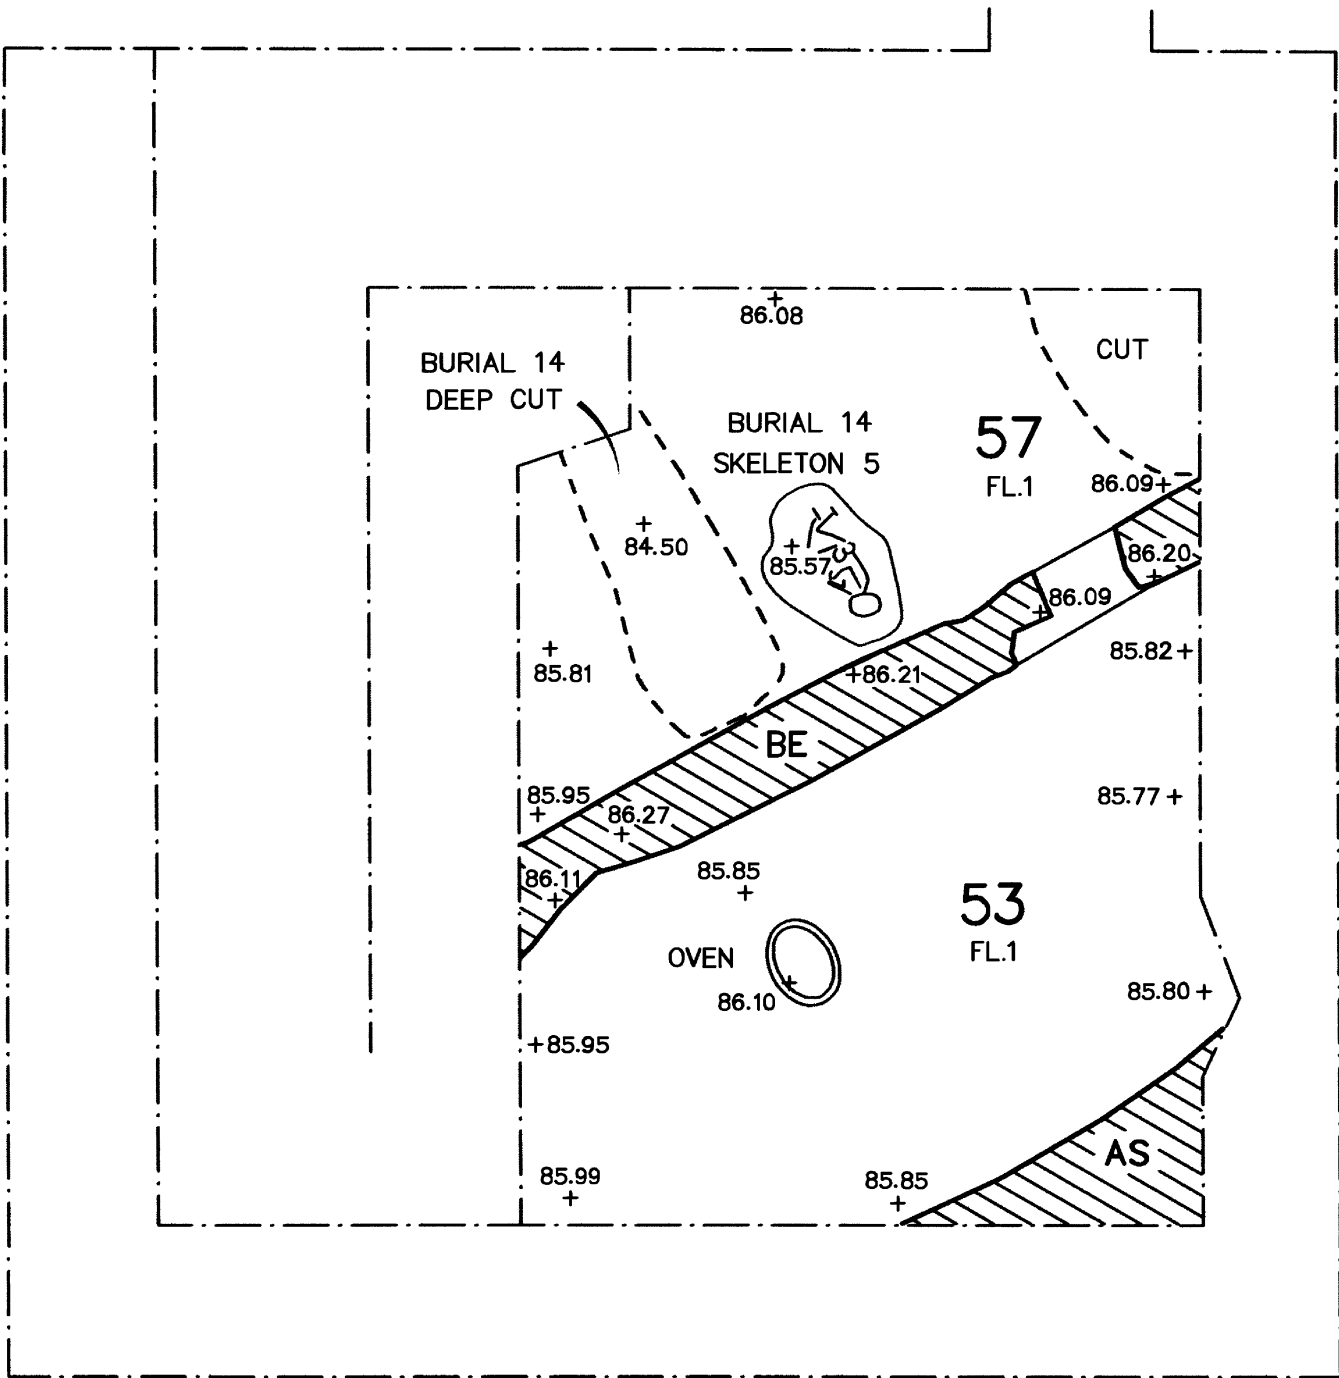 86.08
CUT
BURIAL 14
DEEP CUT
BURIAL 14
SKELETON 5
57
FL.1
86.09
84.50
85.57
86.20
86.09
85.81
85.82
86.21
BE
85.95
86.27
85.77
86.11
85.85
53
FL.1
OVEN
86.10
85.80
85.95
AS
85.99
85.85